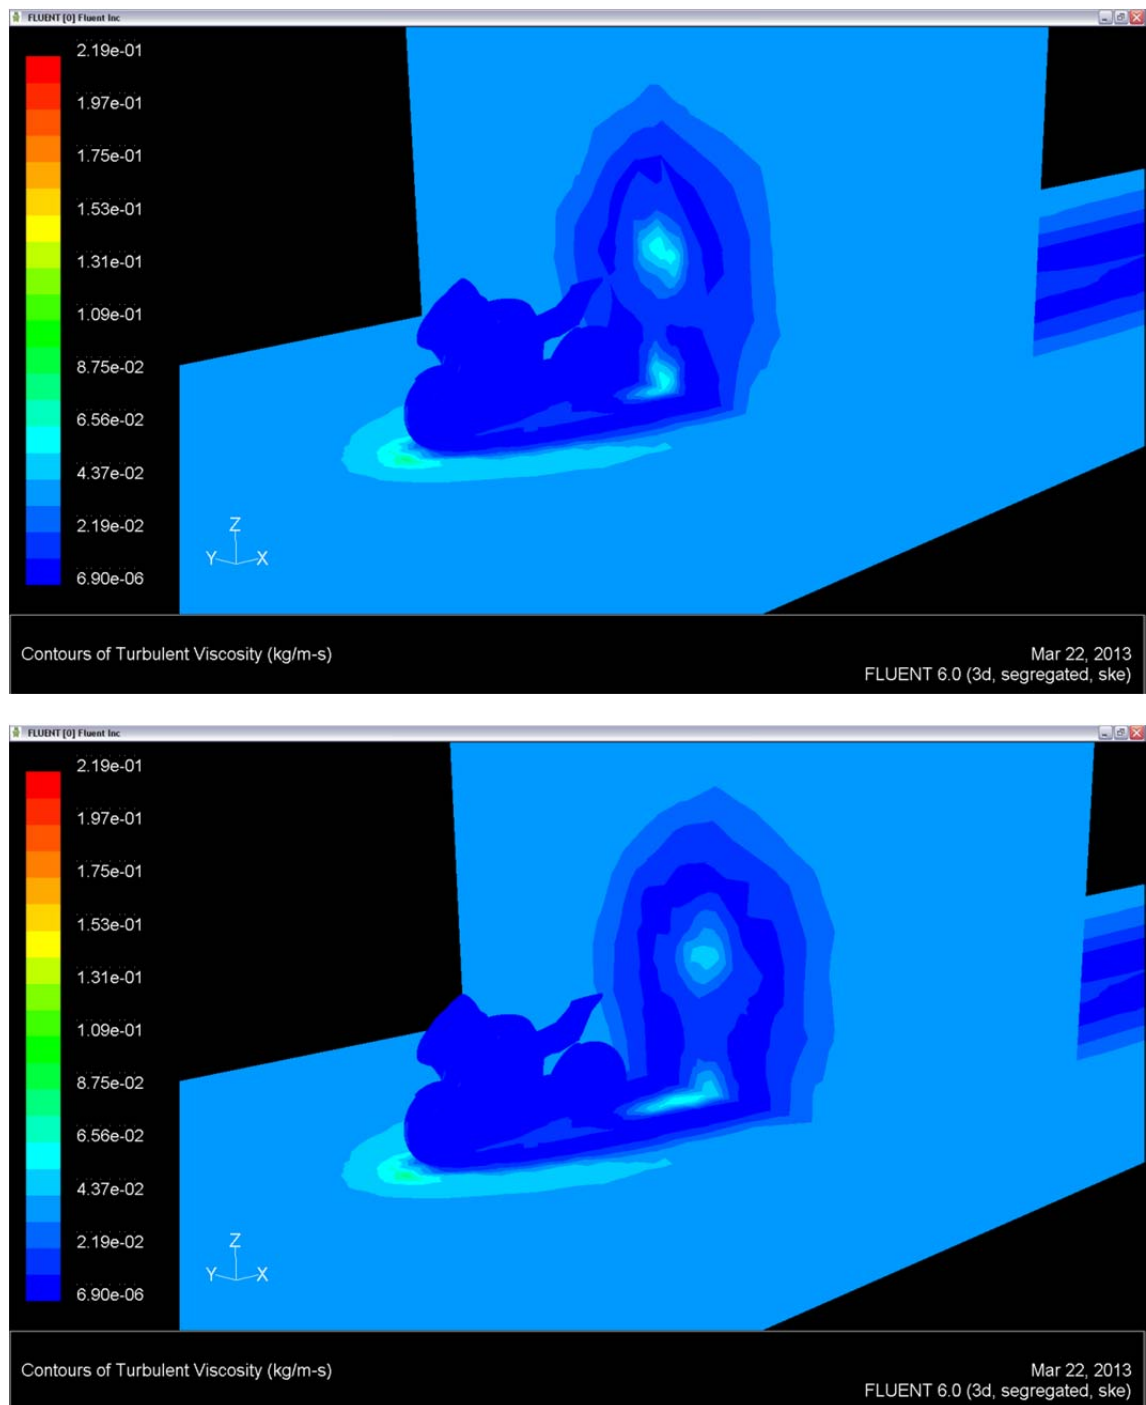 FLUENT [0] Fluent Inc
2.19e-01
1.97e-01
1.75e-01
1.53e-01
1.31e-01
1.09e-01
8.75e-02
6.56e-02
4.37e-02
2.19e-02
6.90e-06
Z
Y X
Contours of Turbulent Viscosity (kg/m-s)
Mar 22, 2013
FLUENT 6.0 (3d, segregated, ske)
FLUENT [0] Fluent Inc
2.19e-01
1.97e-01
1.75e-01
1.53e-01
1.31e-01
1.09e-01
8.75e-02
6.56e-02
4.37e-02
2.19e-02
6.90e-06
Z
Y X
Contours of Turbulent Viscosity (kg/m-s)
Mar 22, 2013
FLUENT 6.0 (3d, segregated, ske)